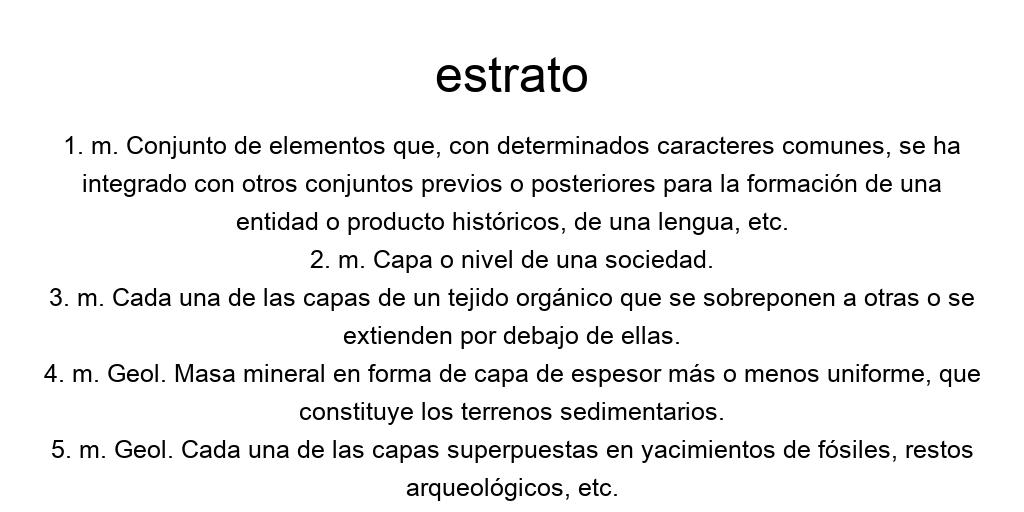 estrato
1. m. Conjunto de elementos que, con determinados caracteres comunes, se ha
integrado con otros conjuntos previos o posteriores para la formación de una
entidad o producto históricos, de una lengua, etc.
2. m. Capa o nivel de una sociedad.
3. m. Cada una de las capas de un tejido orgánico que se sobreponen a otras o se
extienden por debajo de ellas.
4. m. Geol. Masa mineral en forma de capa de espesor más o menos uniforme, que
constituye los terrenos sedimentarios.
5. m. Geol. Cada una de las capas superpuestas en yacimientos de fósiles, restos
arqueológicos, etc.